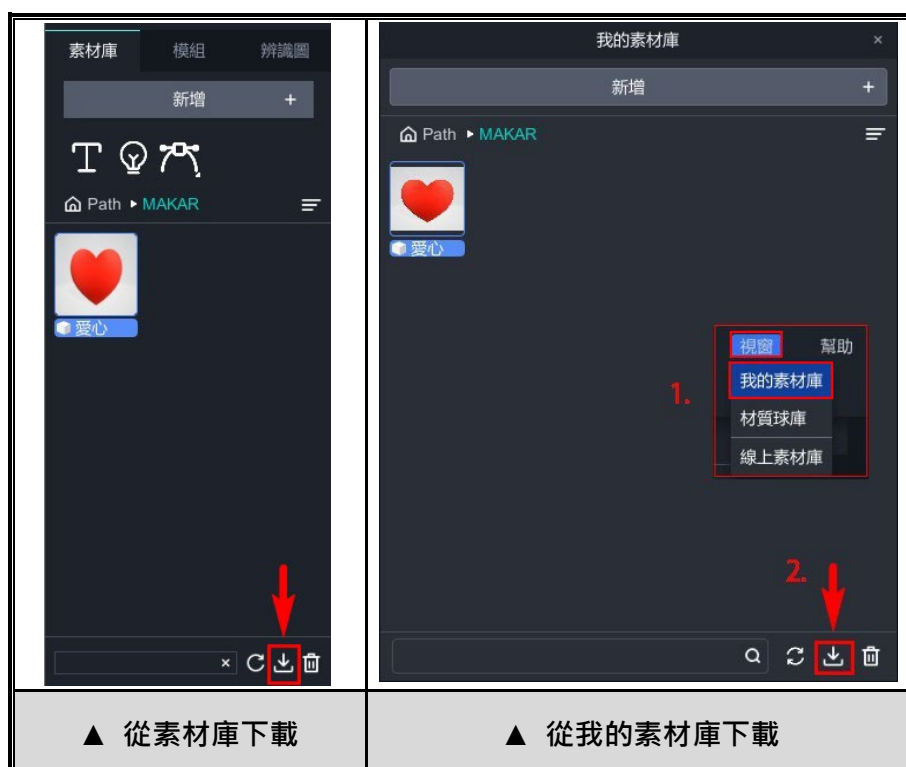 素材庫 模組 辨識圖
新增 +
Path ▸ MAKAR
愛心
▲ 從素材庫下載
我的素材庫 ×
新增 +
Path ▸ MAKAR
愛心
1.
視窗 幫助
我的素材庫
材質球庫
線上素材庫
2.
▲ 從我的素材庫下載